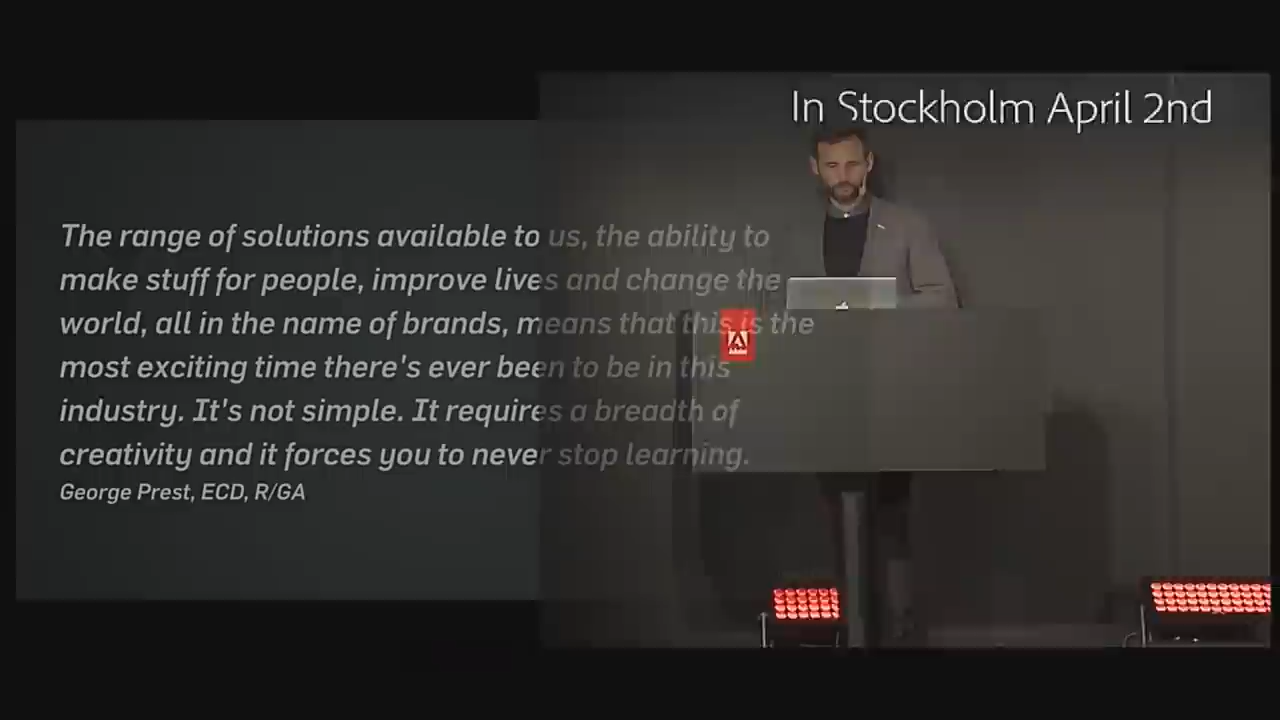 In Stockholm April 2nd
The range of solutions available to us, the ability to
make stuff for people, improve lives and change the
world, all in the name of brands, means that this is the
most exciting time there's ever been to be in this
industry. It's not simple. It requires a breadth of
creativity and it forces you to never stop learning.
George Prest, ECD, R/GA